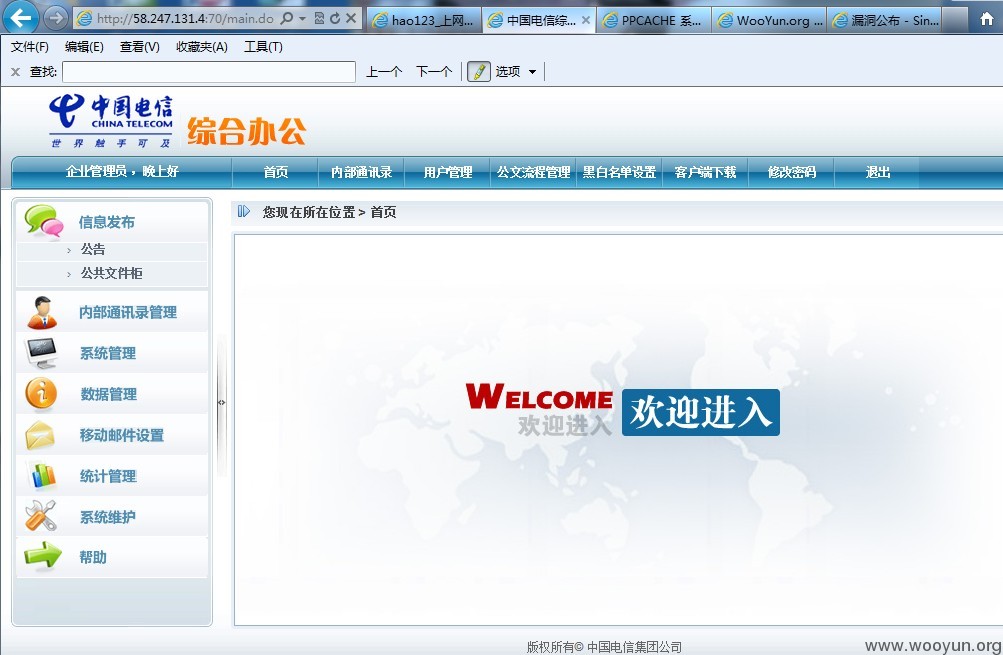 http://58.247.131.4:70/main.do
hao123_上网...
中国电信综...
PPCACHE 系...
WooYun.org ...
漏洞公布 - Sin...
文件(F) 编辑(E) 查看(V) 收藏夹(A) 工具(T)
x 查找: 上一个 下一个 选项
中国电信
CHINA TELECOM
世界触手可及
综合办公
企业管理员，晚上好 首页 内部通讯录 用户管理 公文流程管理 黑白名单设置 客户端下载 修改密码 退出
您现在所在位置 > 首页
信息发布
› 公告
› 公共文件柜
内部通讯录管理
系统管理
数据管理
移动邮件设置
统计管理
系统维护
帮助
WELCOME
欢迎进入
欢迎进入
版权所有© 中国电信集团公司
www.wooyun.org